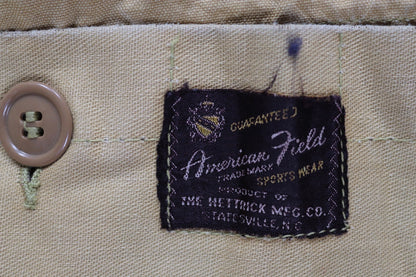 GUARANTEED
American Field
TRADE MARK
SPORTS WEAR
PRODUCT OF
THE HETTRICK MFG. CO.
STATESVILLE, N.C.